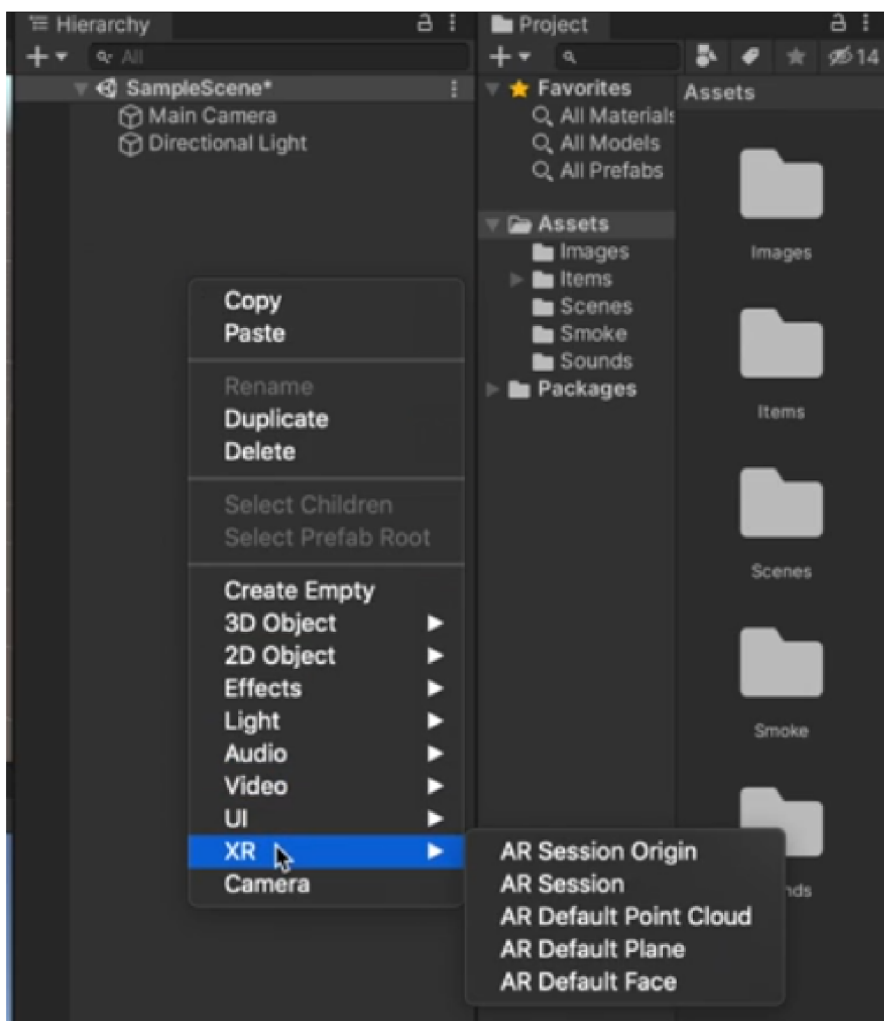 Hierarchy
All
SampleScene*
Main Camera
Directional Light
Copy
Paste
Rename
Duplicate
Delete
Select Children
Select Prefab Root
Create Empty
3D Object
2D Object
Effects
Light
Audio
Video
UI
XR
Camera
AR Session Origin
AR Session
AR Default Point Cloud
AR Default Plane
AR Default Face
Project
14
Favorites
All Materials
All Models
All Prefabs
Assets
Images
Items
Scenes
Smoke
Sounds
Packages
Assets
Images
Items
Scenes
Smoke
nds